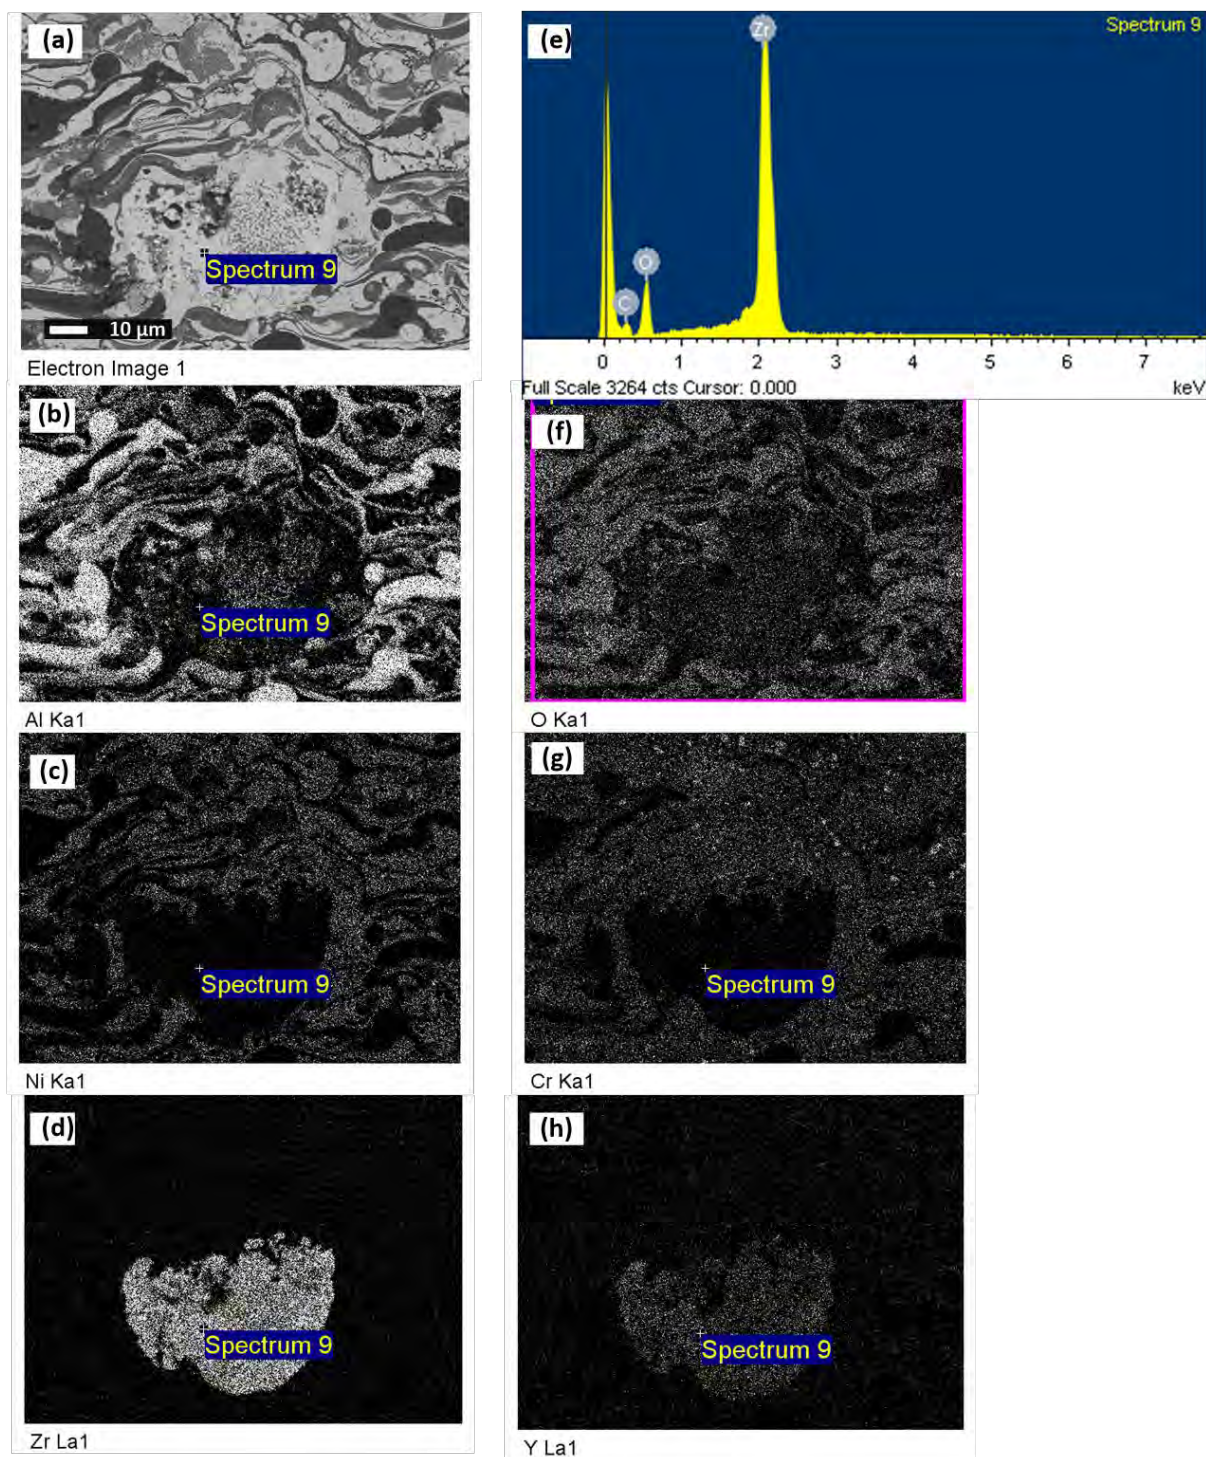 (a)
Spectrum 9
10 µm
Electron Image 1
(e)
Spectrum 9
Zr
O
C
0 1 2 3 4 5 6 7
Full Scale 3264 cts Cursor: 0.000
keV
(b)
Spectrum 9
Al Ka1
(f)
O Ka1
(c)
Spectrum 9
Ni Ka1
(g)
Spectrum 9
Cr Ka1
(d)
Spectrum 9
Zr La1
(h)
Spectrum 9
Y La1